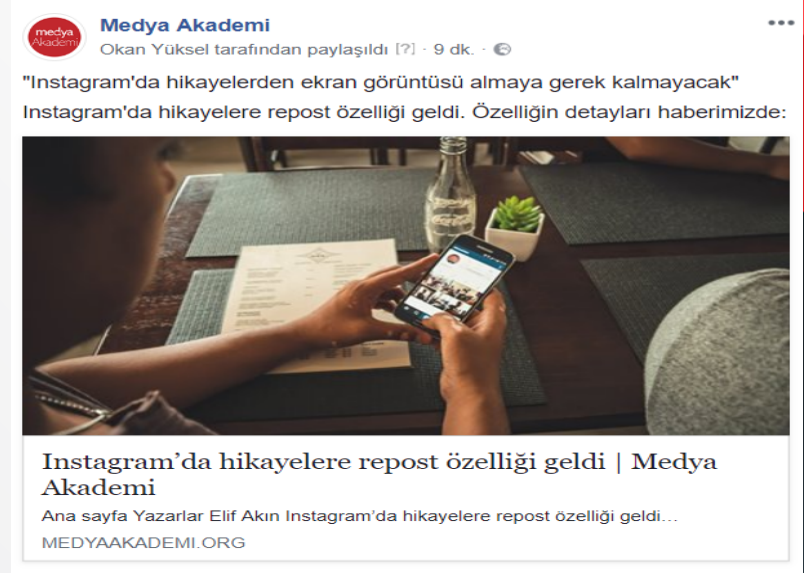 medya
Akademi
Medya Akademi
Okan Yüksel tarafından paylaşıldı [?] · 9 dk. ·
"Instagram'da hikayelerden ekran görüntüsü almaya gerek kalmayacak"
Instagram'da hikayelere repost özelliği geldi. Özelliğin detayları haberimizde:
Instagram’da hikayelere repost özelliği geldi | Medya
Akademi
Ana sayfa Yazarlar Elif Akın Instagram’da hikayelere repost özelliği geldi...
MEDYAAKADEMI.ORG